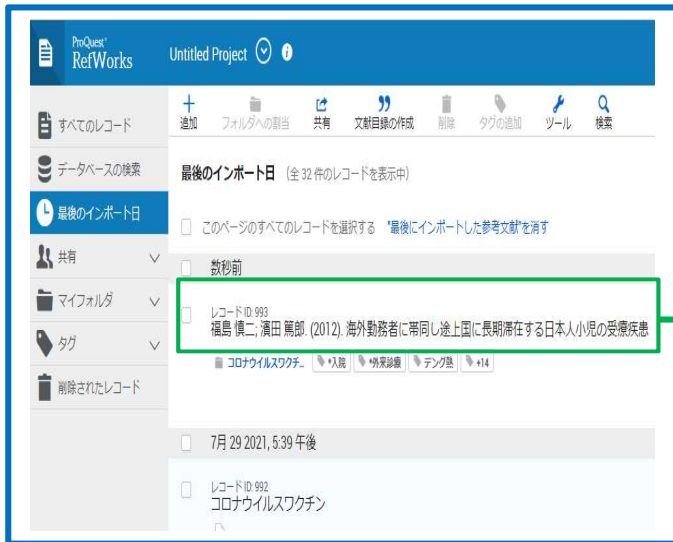 ProQuest®
RefWorks
Untitled Project
すべてのレコード
データベースの検索
最後のインポート日
共有
マイフォルダ
タグ
削除されたレコード
追加 フォルダへの割当 共有 文献目録の作成 削除 タグの追加 ツール 検索
最後のインポート日 (全 32 件のレコードを表示中)
このページのすべてのレコードを選択する "最後にインポートした参考文献"を消す
数秒前
レコード ID: 993
福島 慎二; 濱田 篤郎. (2012). 海外勤務者に帯同し途上国に長期滞在する日本人小児の受療疾患
コロナウイルスワクチ... *入院 *外来診療 デング熱 +14
7月 29 2021, 5:39 午後
レコード ID: 992
コロナウイルスワクチン